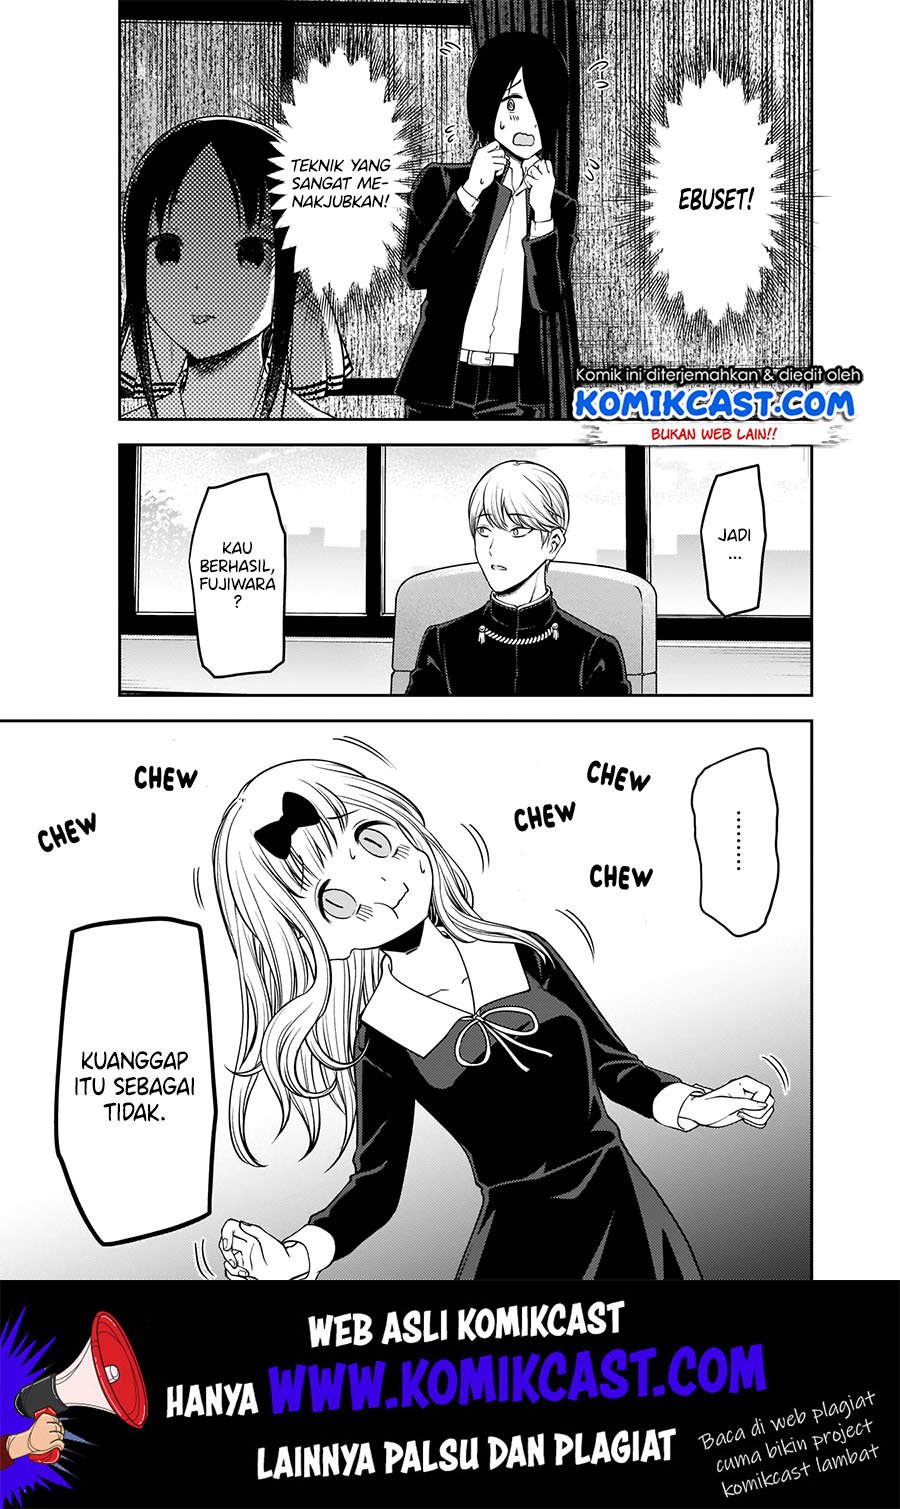 EBUSET!
TEKNIK YANG
SANGAT ME-
NAKJUBKAN!
Komik ini diterjemahkan & diedit oleh
KOMIKCAST.COM
BUKAN WEB LAIN!!
JADI
...
KAU
BERHASIL,
FUJIWARA
?
..........
CHEW
CHEW
CHEW
CHEW
CHEW
KUANGGAP
ITU SEBAGAI
TIDAK.
WEB ASLI KOMIKCAST
HANYA WWW.KOMIKCAST.COM
LAINNYA PALSU DAN PLAGIAT
Baca di web plagiat
cuma bikin project
komikcast lambat